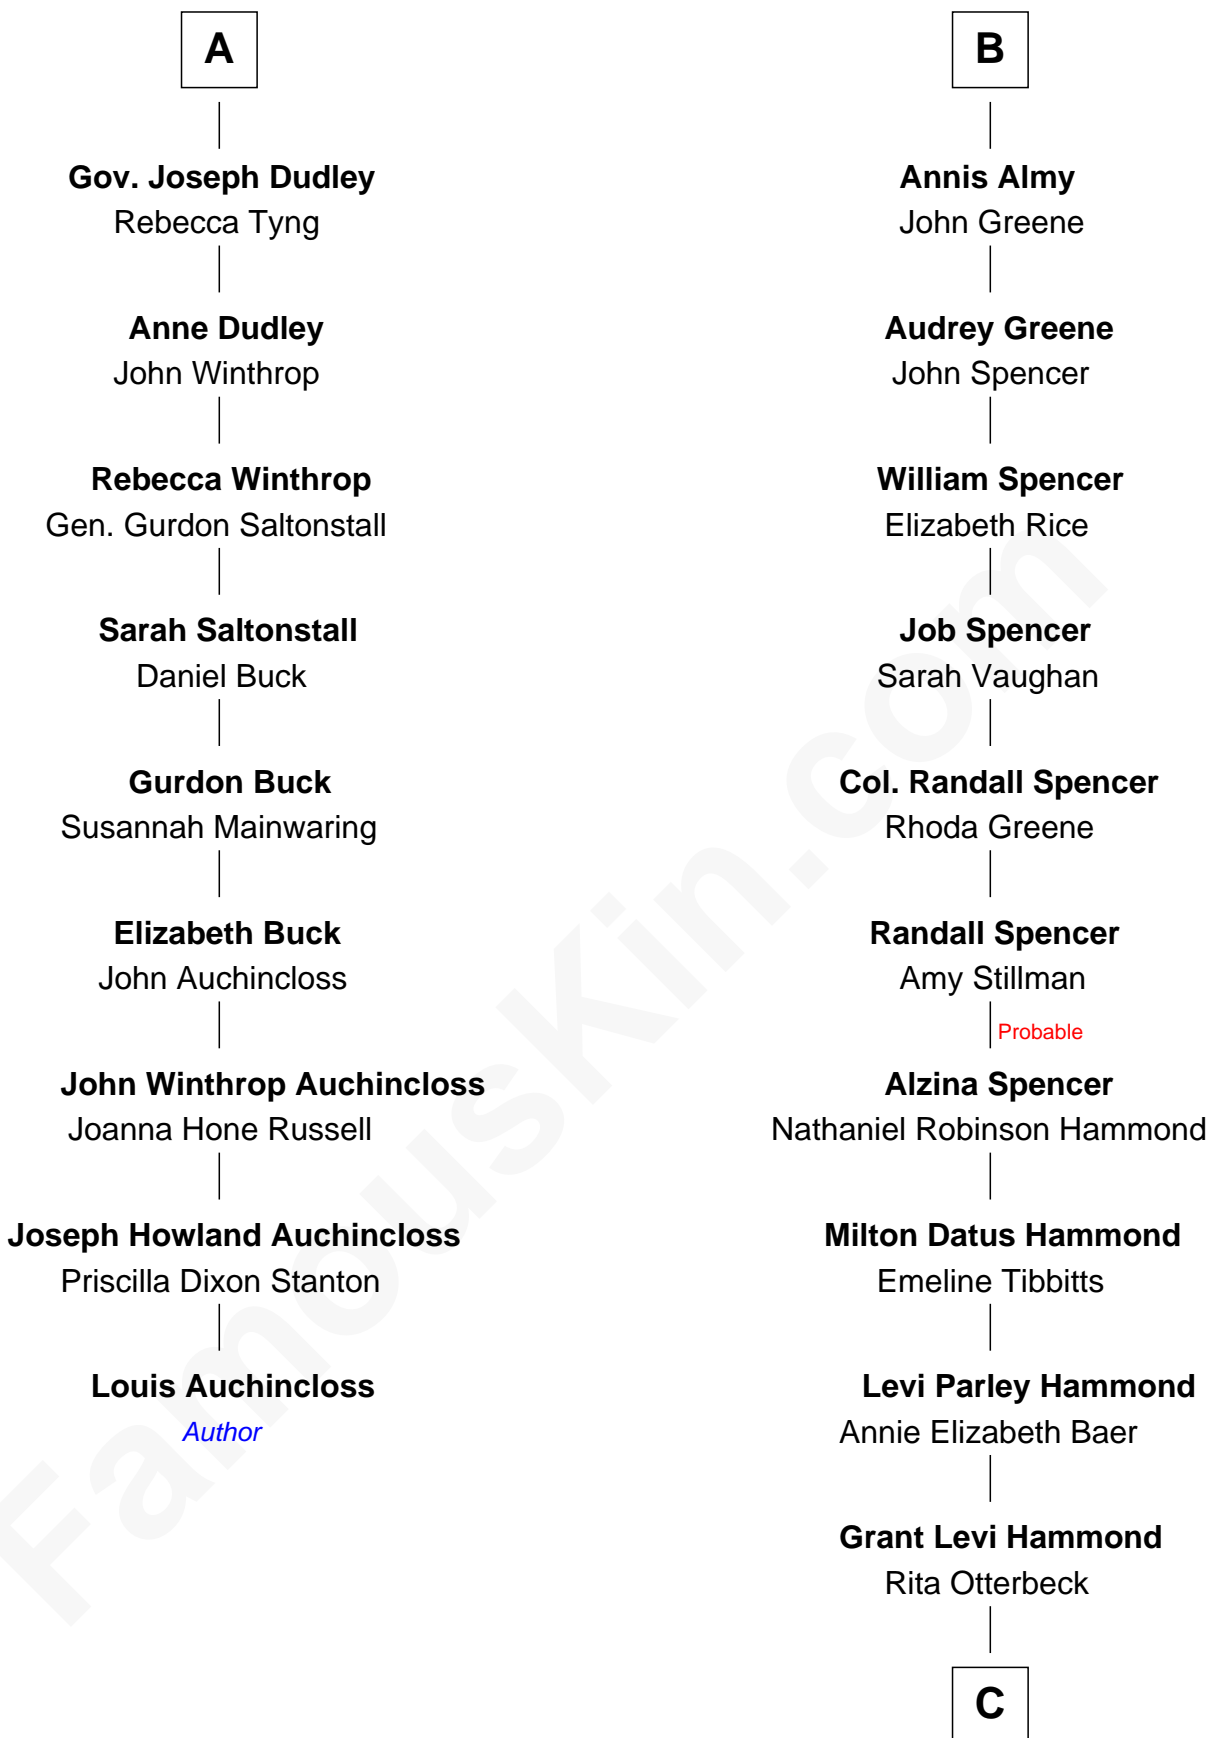 A
Gov. Joseph Dudley
Rebecca Tyng
Anne Dudley
John Winthrop
Rebecca Winthrop
Gen. Gurdon Saltonstall
Sarah Saltonstall
Daniel Buck
Gurdon Buck
Susannah Mainwaring
Elizabeth Buck
John Auchincloss
John Winthrop Auchincloss
Joanna Hone Russell
Joseph Howland Auchincloss
Priscilla Dixon Stanton
Louis Auchincloss
Author
B
Annis Almy
John Greene
Audrey Greene
John Spencer
William Spencer
Elizabeth Rice
Job Spencer
Sarah Vaughan
Col. Randall Spencer
Rhoda Greene
Randall Spencer
Amy Stillman
Probable
Alzina Spencer
Nathaniel Robinson Hammond
Milton Datus Hammond
Emeline Tibbitts
Levi Parley Hammond
Annie Elizabeth Baer
Grant Levi Hammond
Rita Otterbeck
C
FamousKin.com